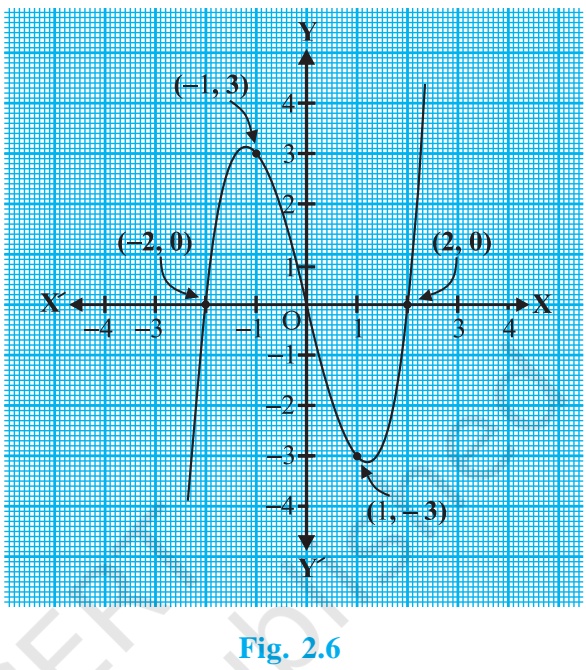 Y
(−1, 3)
4
3
2
(−2, 0)
(2, 0)
1
X′
X
−4 −3 −1 O 1 3 4
−1
−2
−3
(1, − 3)
−4
Y′
Fig. 2.6